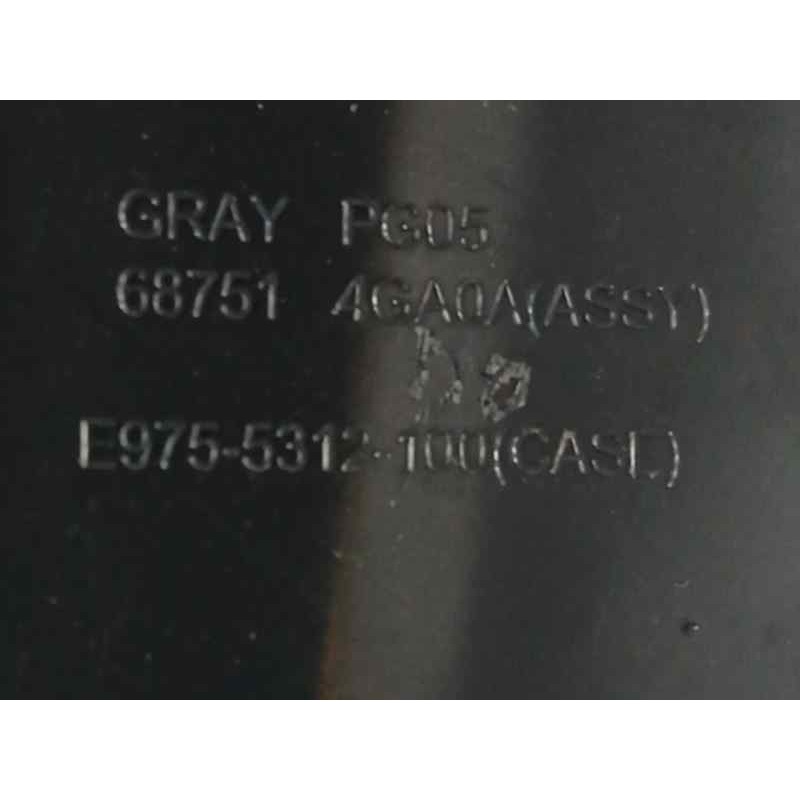 GRAY PG05
68751 4GA0A(ASSY)
E975-5312-100(CASE)